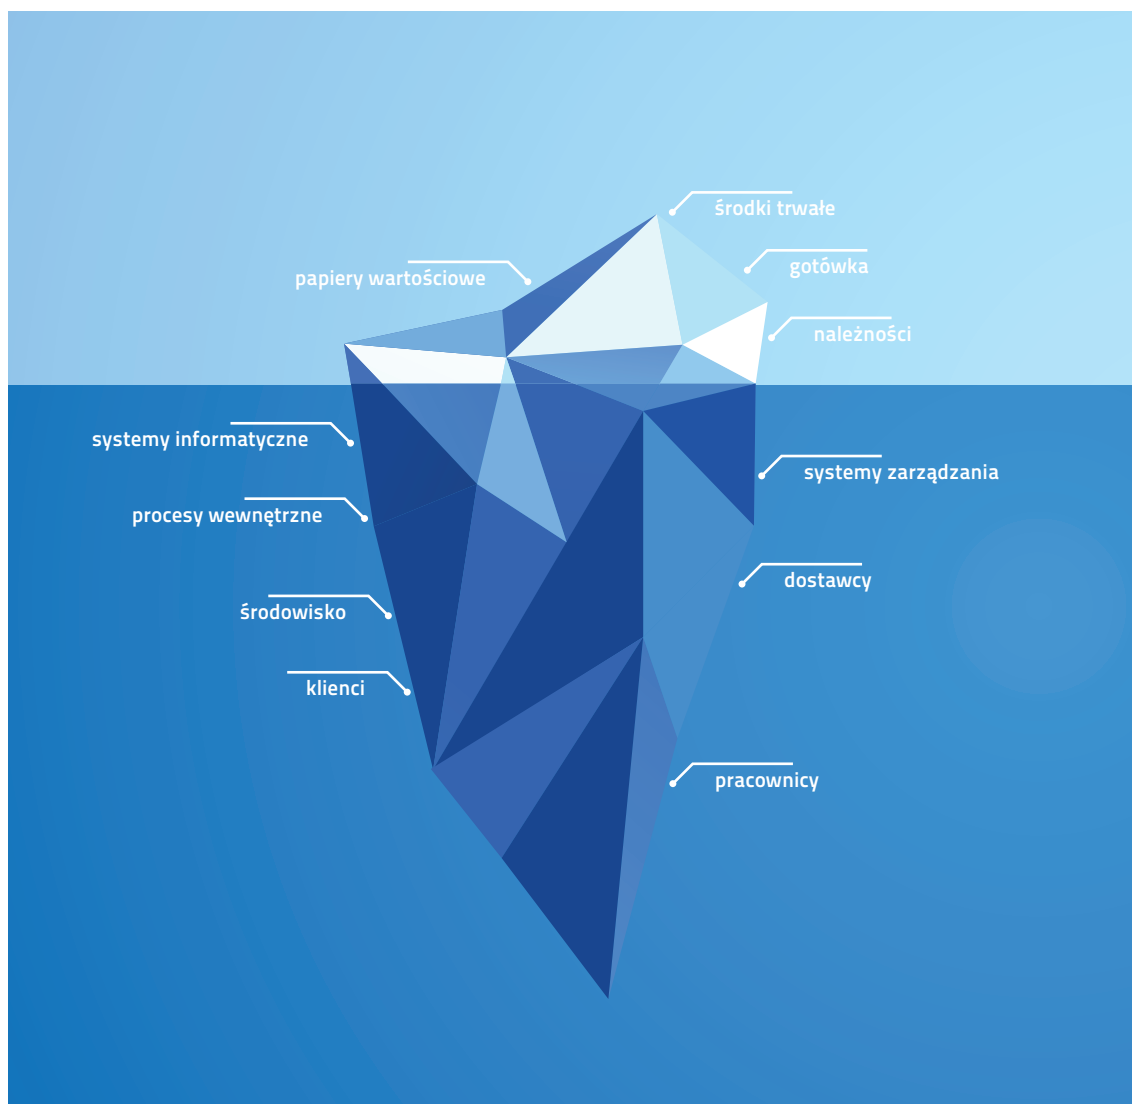 środki trwałe
gotówka
papiery wartościowe
należności
systemy informatyczne
systemy zarządzania
procesy wewnętrzne
dostawcy
środowisko
klienci
pracownicy